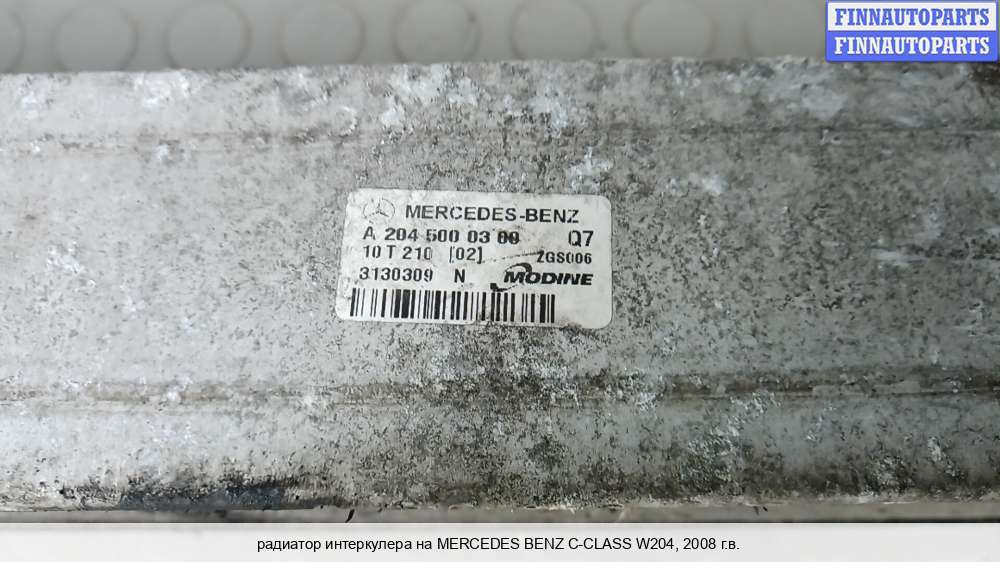 FINNAUTOPARTS
FINNAUTOPARTS
MERCEDES-BENZ
A 204 500 03 00 Q7
10 T 210 [02] ZGS006
3130309 N MODINE
радиатор интеркулера на MERCEDES BENZ C-CLASS W204, 2008 г.в.